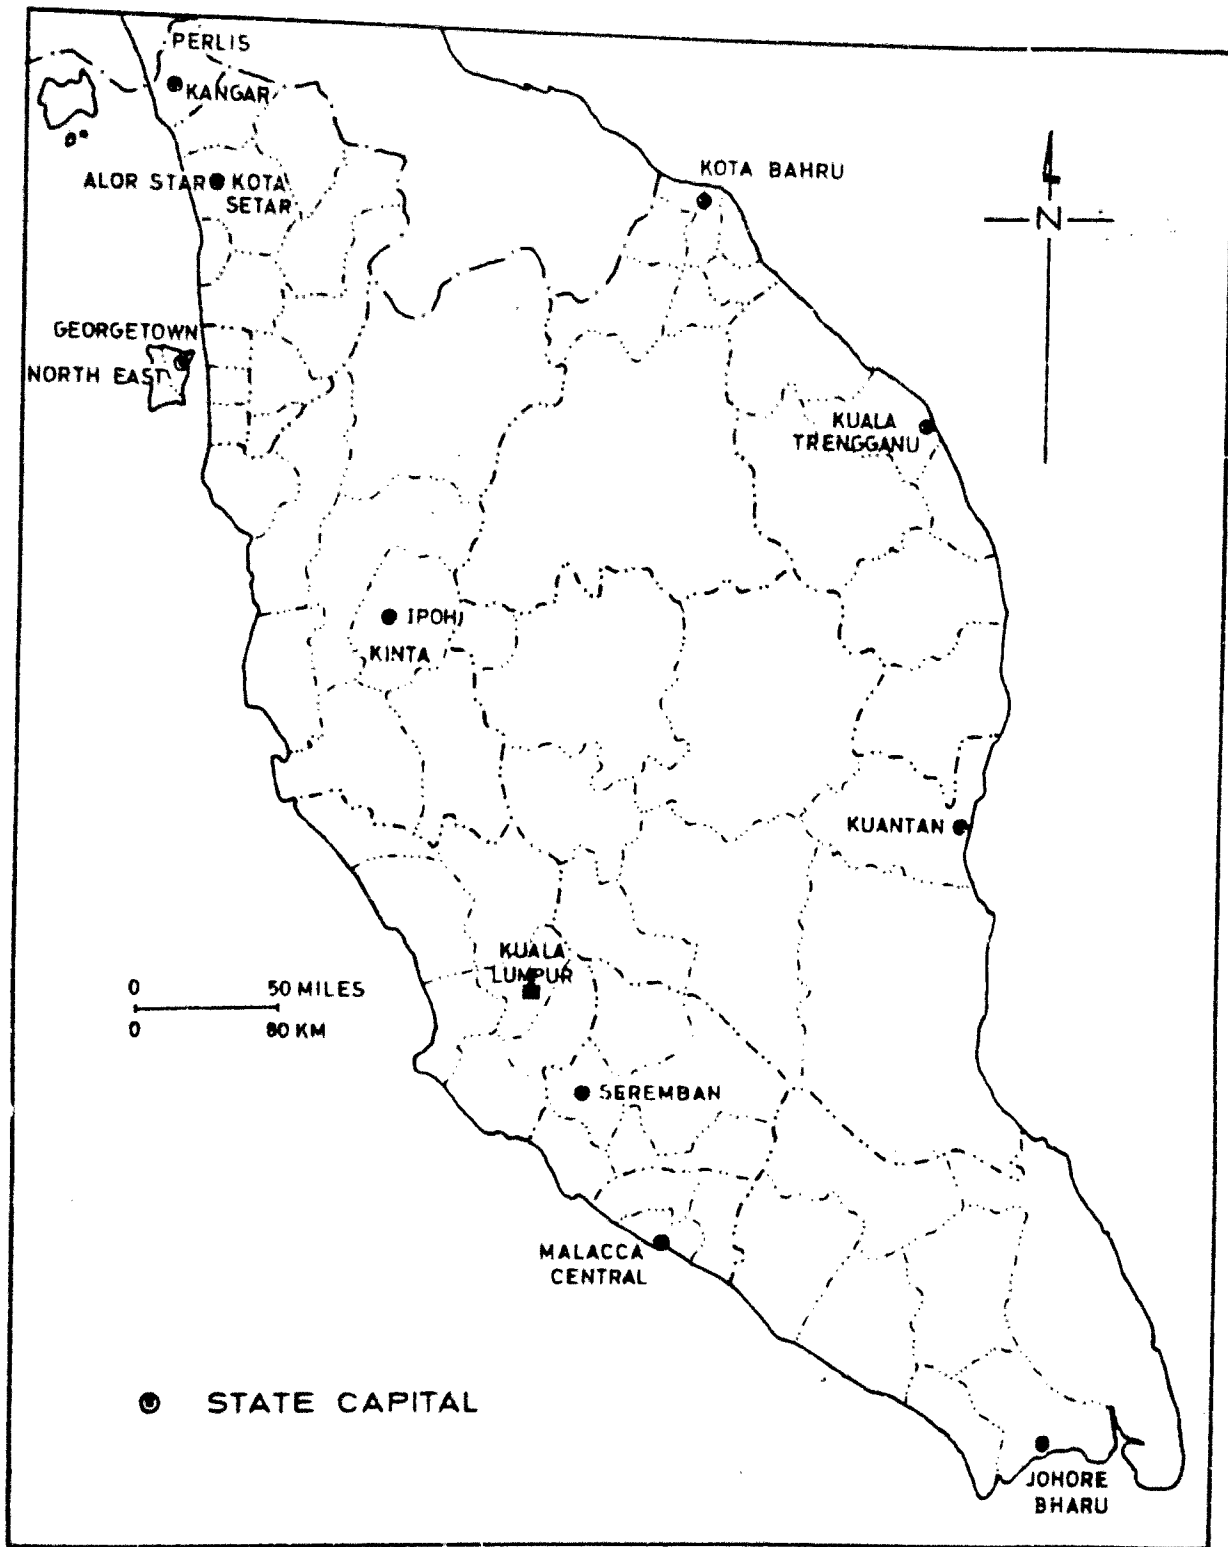 PERLIS
KANGAR
ALOR STAR KOTA
SETAR
KOTA BAHRU
N
GEORGETOWN
NORTH EAST
KUALA
TRENGGANU
IPOH
KINTA
KUANTAN
KUALA
LUMPUR
0 50 MILES
0 80 KM
SEREMBAN
MALACCA
CENTRAL
STATE CAPITAL
JOHORE
BHARU